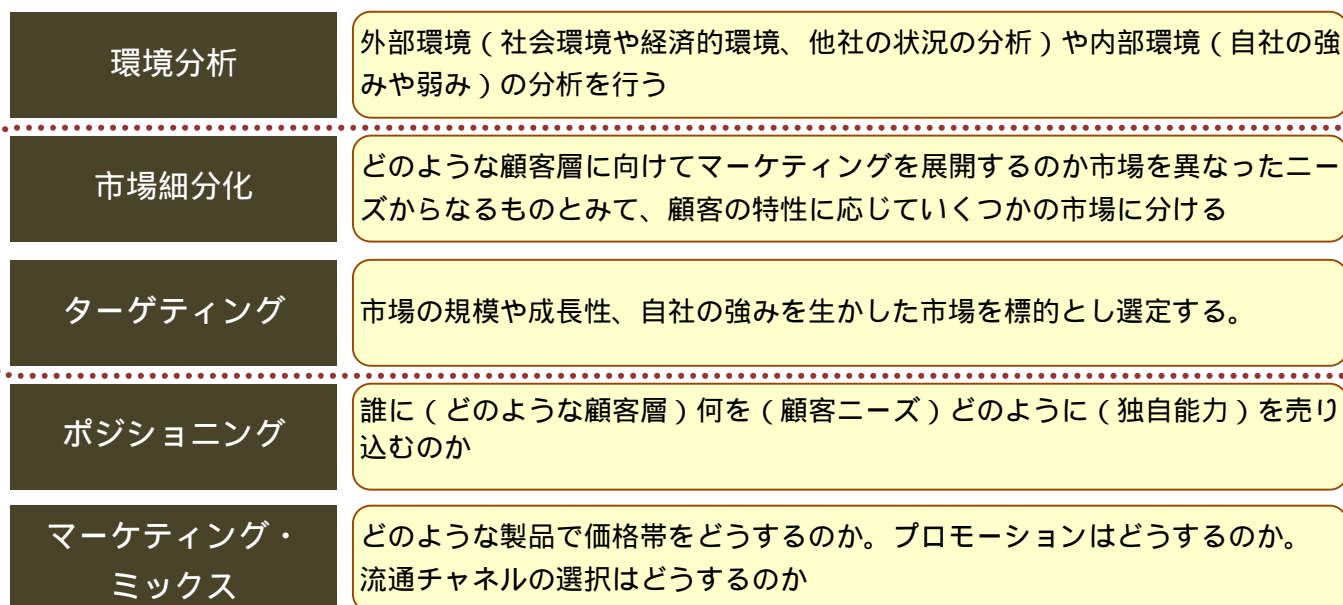 環境分析
外部環境（社会環境や経済的環境、他社の状況の分析）や内部環境（自社の強
みや弱み）の分析を行う
市場細分化
どのような顧客層に向けてマーケティングを展開するのか市場を異なったニー
ズからなるものとみて、顧客の特性に応じていくつかの市場に分ける
ターゲティング
市場の規模や成長性、自社の強みを生かした市場を標的とし選定する。
ポジショニング
誰に（どのような顧客層）何を（顧客ニーズ）どのように（独自能力）を売り
込むのか
マーケティング・
ミックス
どのような製品で価格帯をどうするのか。プロモーションはどうするのか。
流通チャネルの選択はどうするのか